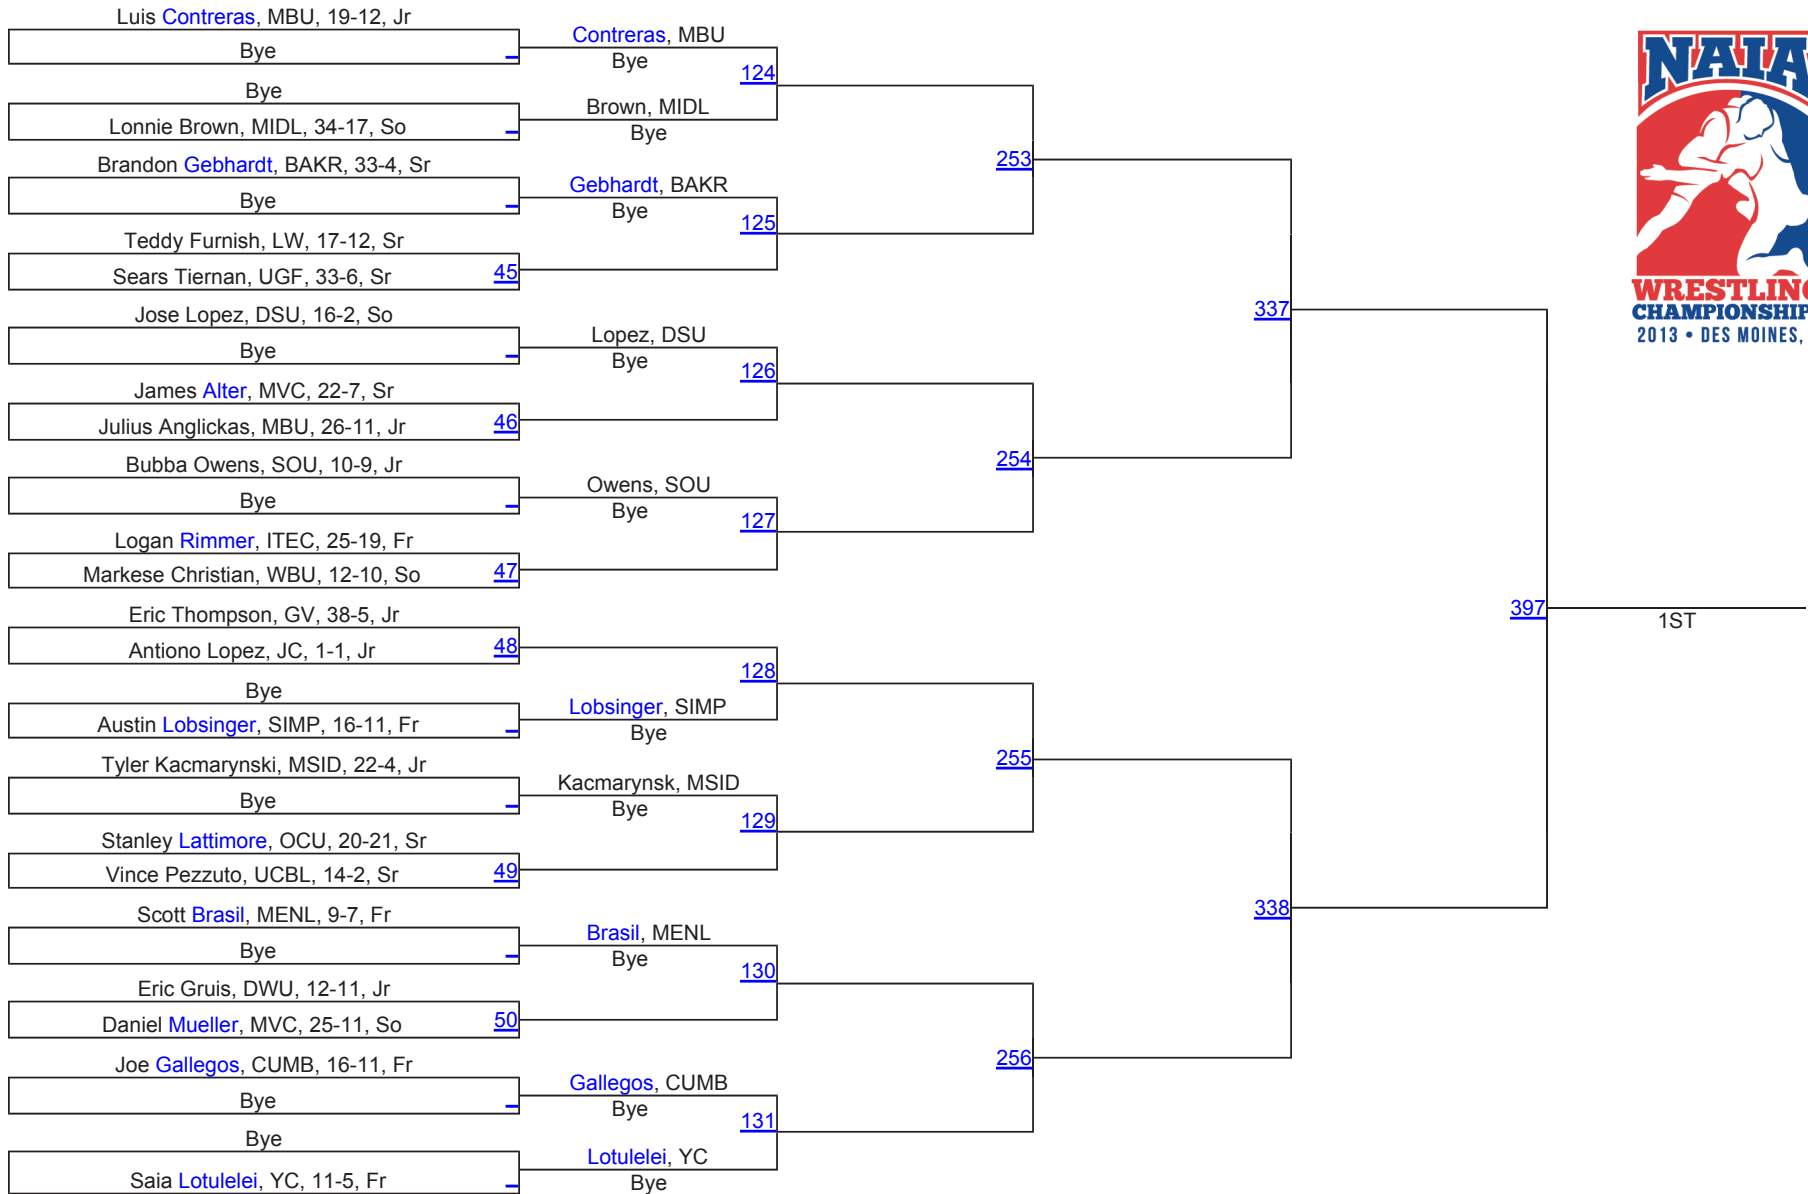 Luis Contreras, MBU, 19-12, Jr
Bye
Bye
Lonnie Brown, MIDL, 34-17, So
Brandon Gebhardt, BAKR, 33-4, Sr
Bye
Teddy Furnish, LW, 17-12, Sr
Sears Tiernan, UGF, 33-6, Sr
45
Jose Lopez, DSU, 16-2, So
Bye
James Alter, MVC, 22-7, Sr
Julius Anglickas, MBU, 26-11, Jr
46
Bubba Owens, SOU, 10-9, Jr
Bye
Logan Rimmer, ITEC, 25-19, Fr
Markese Christian, WBU, 12-10, So
47
Eric Thompson, GV, 38-5, Jr
Antiono Lopez, JC, 1-1, Jr
48
Bye
Austin Lobsinger, SIMP, 16-11, Fr
Tyler Kacmarynski, MSID, 22-4, Jr
Bye
Stanley Lattimore, OCU, 20-21, Sr
Vince Pezzuto, UCBL, 14-2, Sr
49
Scott Brasil, MENL, 9-7, Fr
Bye
Eric Gruis, DWU, 12-11, Jr
Daniel Mueller, MVC, 25-11, So
50
Joe Gallegos, CUMB, 16-11, Fr
Bye
Bye
Saia Lotulelei, YC, 11-5, Fr
Contreras, MBU
Bye
124
Brown, MIDL
Bye
Gebhardt, BAKR
Bye
125
Lopez, DSU
Bye
126
Owens, SOU
Bye
127
128
Lobsinger, SIMP
Bye
Kacmarynsk, MSID
Bye
129
Brasil, MENL
Bye
130
Gallegos, CUMB
Bye
131
Lotulelei, YC
Bye
253
254
255
256
337
338
397
1ST
NAIA
WRESTLING
CHAMPIONSHIP
2013 • DES MOINES,